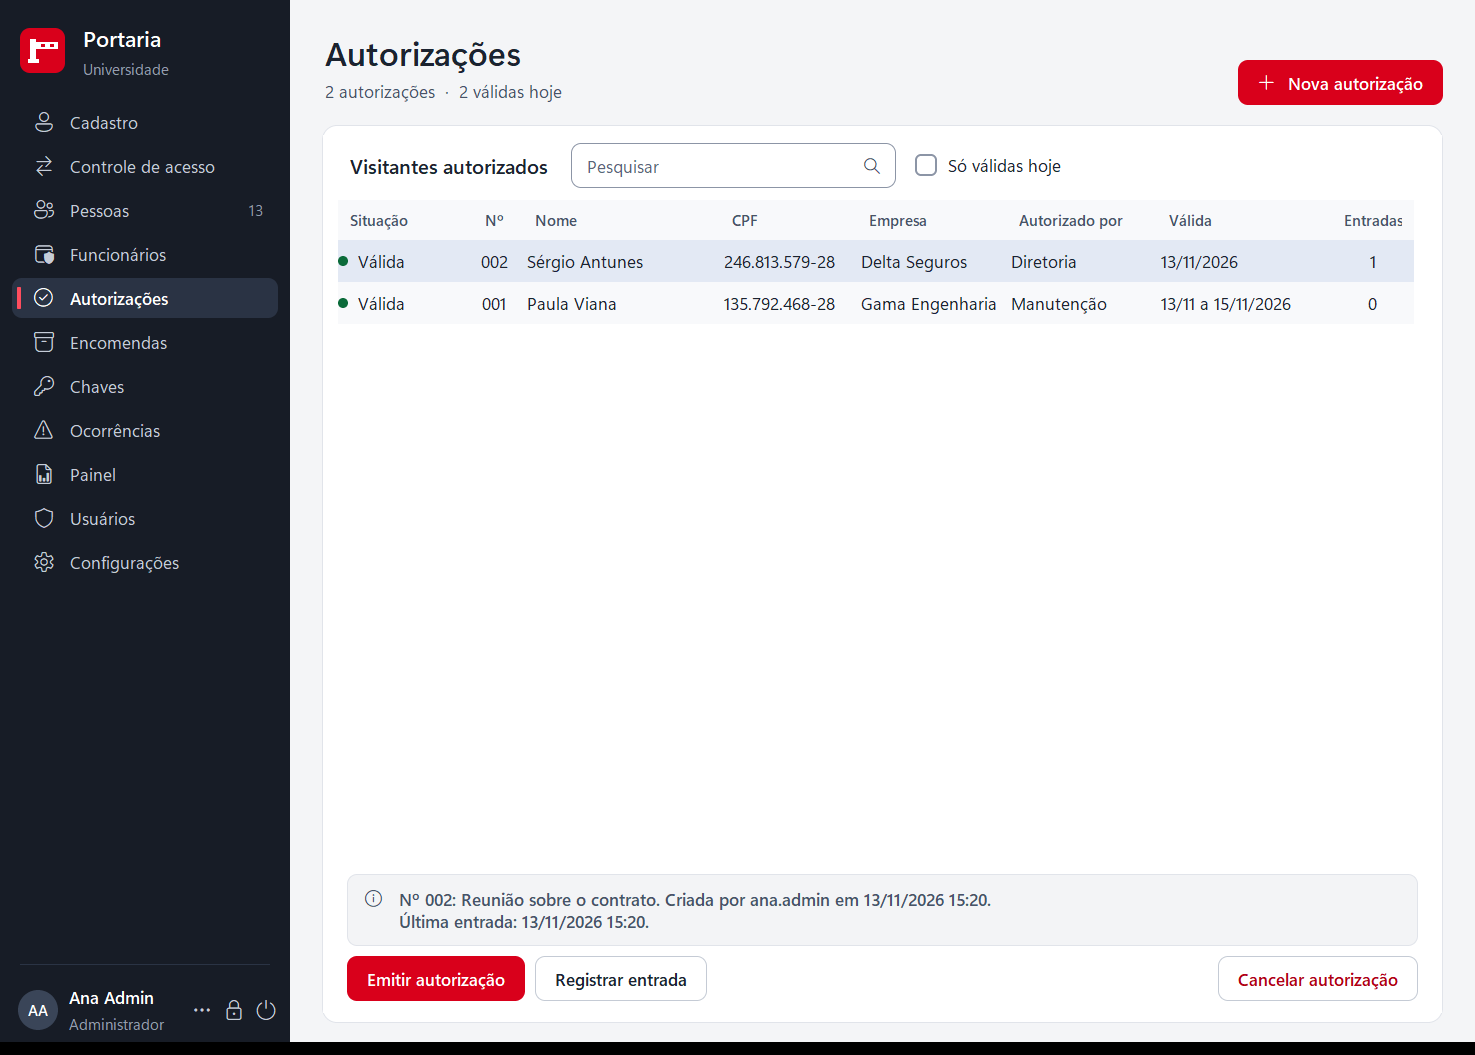 Portaria
Universidade
Cadastro
Controle de acesso
Pessoas 13
Funcionários
Autorizações
Encomendas
Chaves
Ocorrências
Painel
Usuários
Configurações
AA
Ana Admin
Administrador
Autorizações
2 autorizações · 2 válidas hoje
Nova autorização
Visitantes autorizados
Pesquisar
Só válidas hoje
Situação Nº Nome CPF Empresa Autorizado por Válida Entradas
Válida 002 Sérgio Antunes 246.813.579-28 Delta Seguros Diretoria 13/11/2026 1
Válida 001 Paula Viana 135.792.468-28 Gama Engenharia Manutenção 13/11 a 15/11/2026 0
Nº 002: Reunião sobre o contrato. Criada por ana.admin em 13/11/2026 15:20.
Última entrada: 13/11/2026 15:20.
Emitir autorização
Registrar entrada
Cancelar autorização